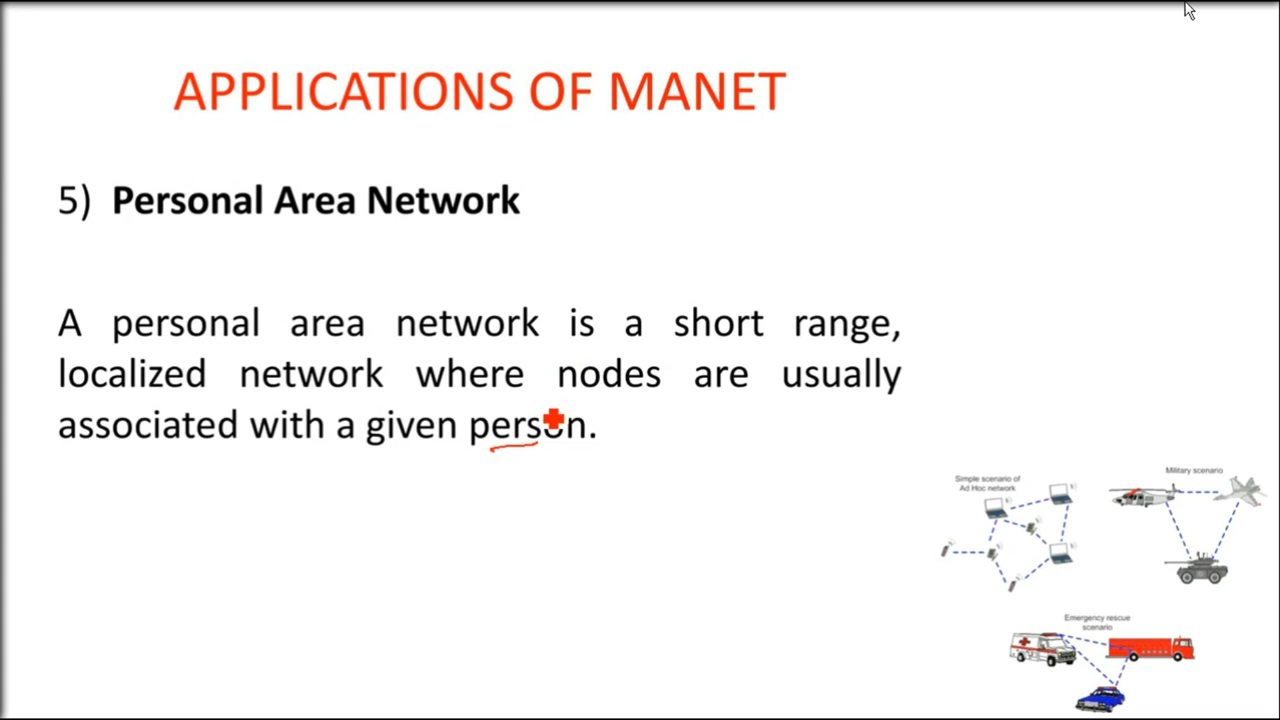 APPLICATIONS OF MANET
5) Personal Area Network
A personal area network is a short range,
localized network where nodes are usually
associated with a given person.
Simple scenario of
Ad Hoc network
Military scenario
Emergency rescue
scenario